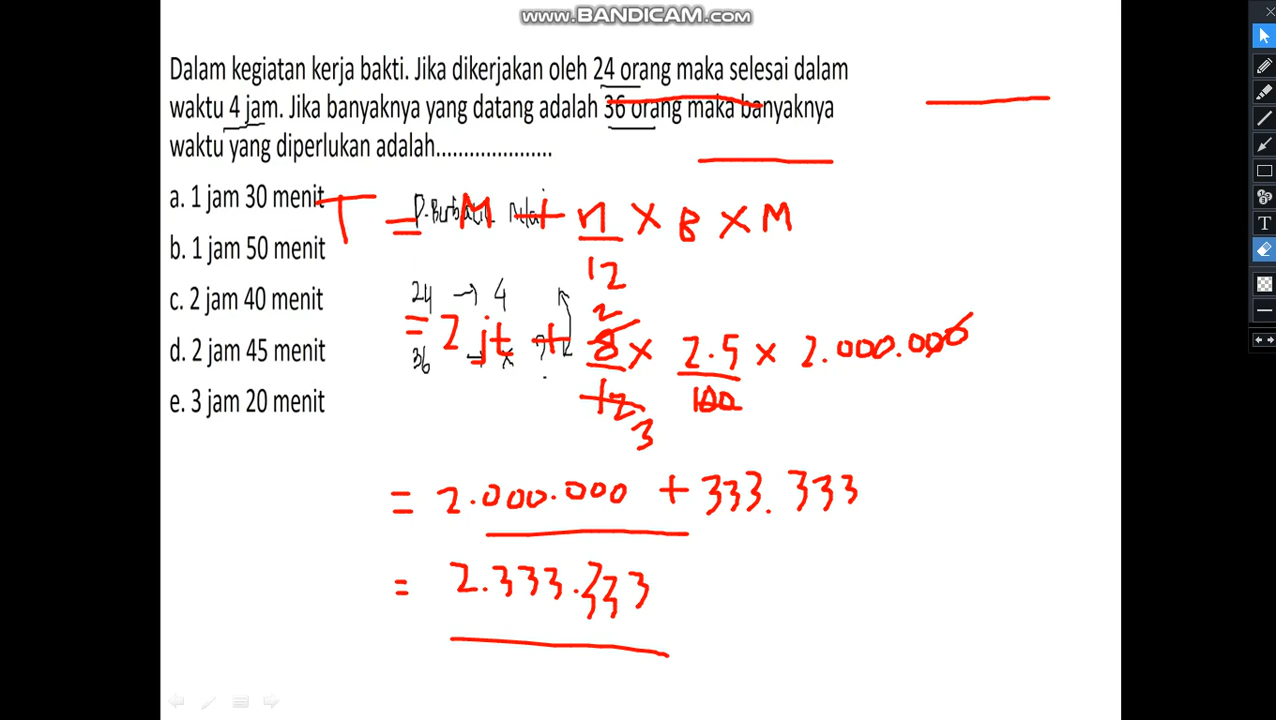 www.BANDICAM.com
Dalam kegiatan kerja bakti. Jika dikerjakan oleh 24 orang maka selesai dalam
waktu 4 jam. Jika banyaknya yang datang adalah 36 orang maka banyaknya
waktu yang diperlukan adalah.....................
a. 1 jam 30 menit
b. 1 jam 50 menit
c. 2 jam 40 menit
d. 2 jam 45 menit
e. 3 jam 20 menit
T = M + n/12 × B × M
24 → 4
36 → x ?
= 2 jt + 8/12 × 2.5/100 × 2.000.000
2
3
= 2.000.000 + 333.333
= 2.333.333
T